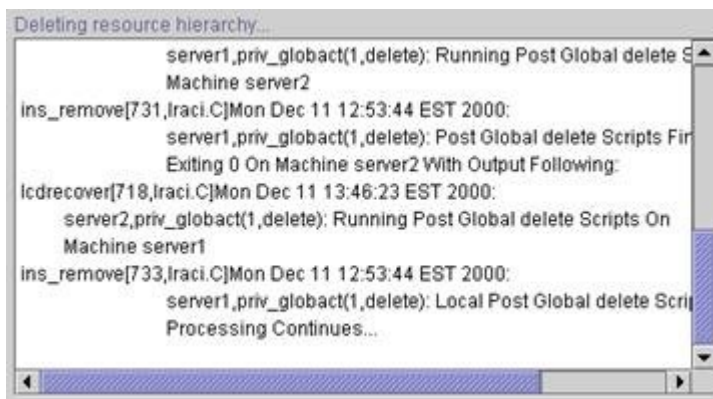 Deleting resource hierarchy...
server1,priv_globact(1,delete): Running Post Global delete S
Machine server2
ins_remove[731,lraci.C]Mon Dec 11 12:53:44 EST 2000:
server1,priv_globact(1,delete): Post Global delete Scripts Fin
Exiting 0 On Machine server2 With Output Following:
lcdrecover[718,lraci.C]Mon Dec 11 13:46:23 EST 2000:
server2,priv_globact(1,delete): Running Post Global delete Scripts On
Machine server1
ins_remove[733,lraci.C]Mon Dec 11 12:53:44 EST 2000:
server1,priv_globact(1,delete): Local Post Global delete Scrip
Processing Continues...